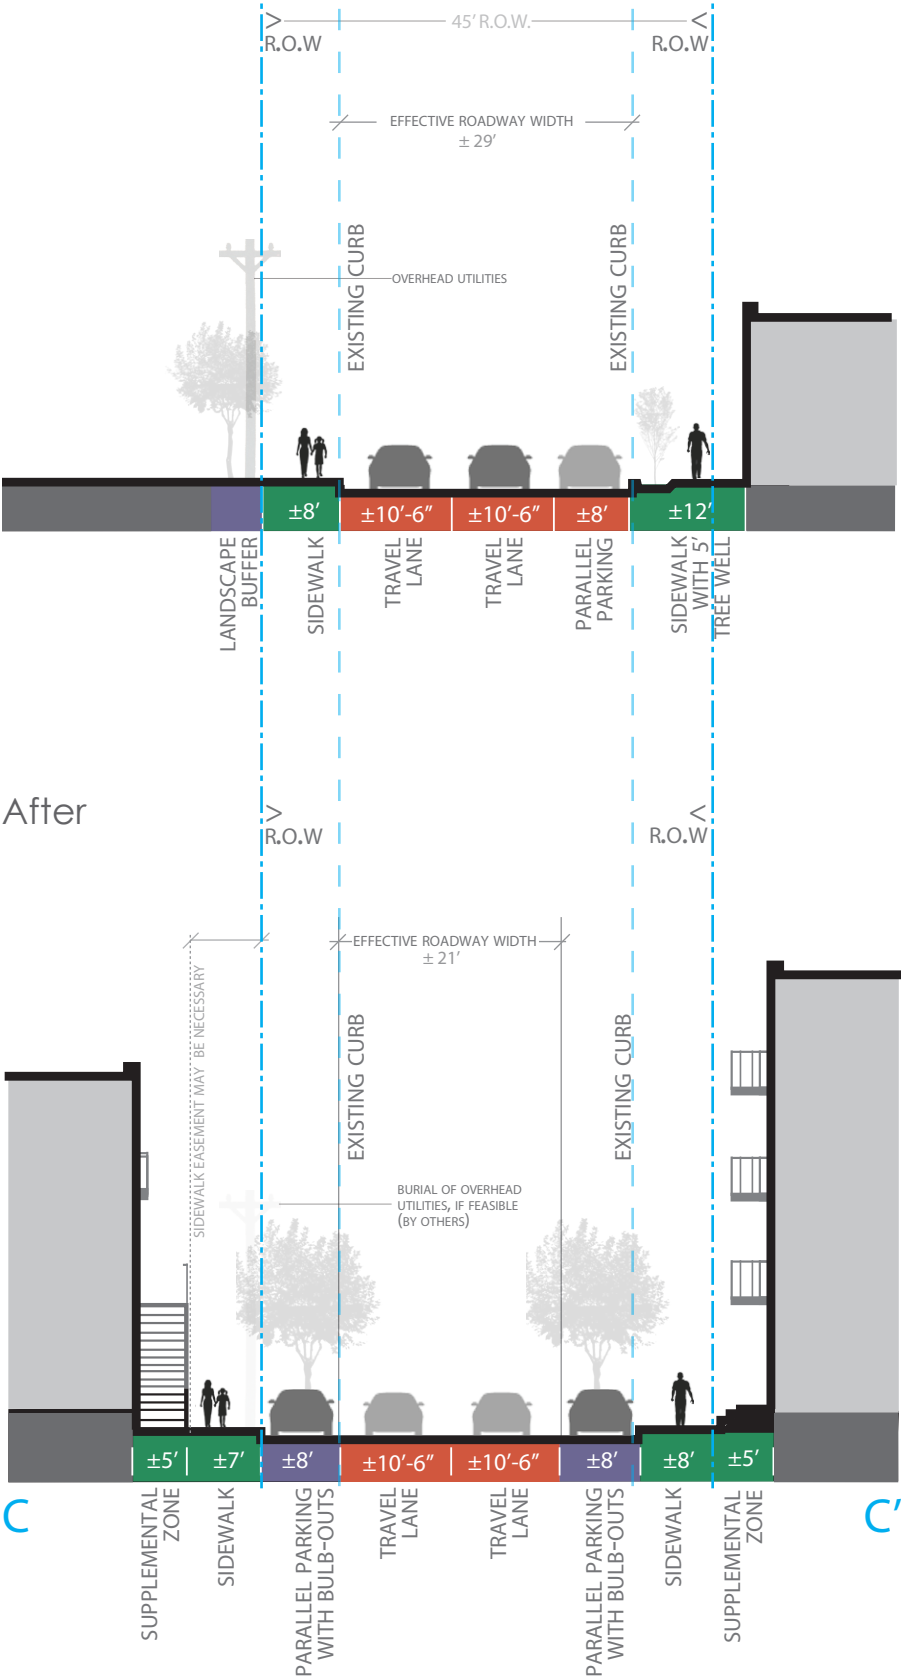 > 45' R.O.W. <
R.O.W R.O.W
EFFECTIVE ROADWAY WIDTH
± 29'
EXISTING CURB
EXISTING CURB
OVERHEAD UTILITIES
±8' ±10'-6" ±10'-6" ±8' ±12'
LANDSCAPE
BUFFER
SIDEWALK
TRAVEL
LANE
TRAVEL
LANE
PARALLEL
PARKING
SIDEWALK
WITH 5'
TREE WELL
After
> <
R.O.W R.O.W
EFFECTIVE ROADWAY WIDTH
± 21'
SIDEWALK EASEMENT MAY BE NECESSARY
EXISTING CURB
EXISTING CURB
BURIAL OF OVERHEAD
UTILITIES, IF FEASIBLE
(BY OTHERS)
±5' ±7' ±8' ±10'-6" ±10'-6" ±8' ±8' ±5'
C C'
SUPPLEMENTAL
ZONE
SIDEWALK
PARALLEL PARKING
WITH BULB-OUTS
TRAVEL
LANE
TRAVEL
LANE
PARALLEL PARKING
WITH BULB-OUTS
SIDEWALK
SUPPLEMENTAL
ZONE